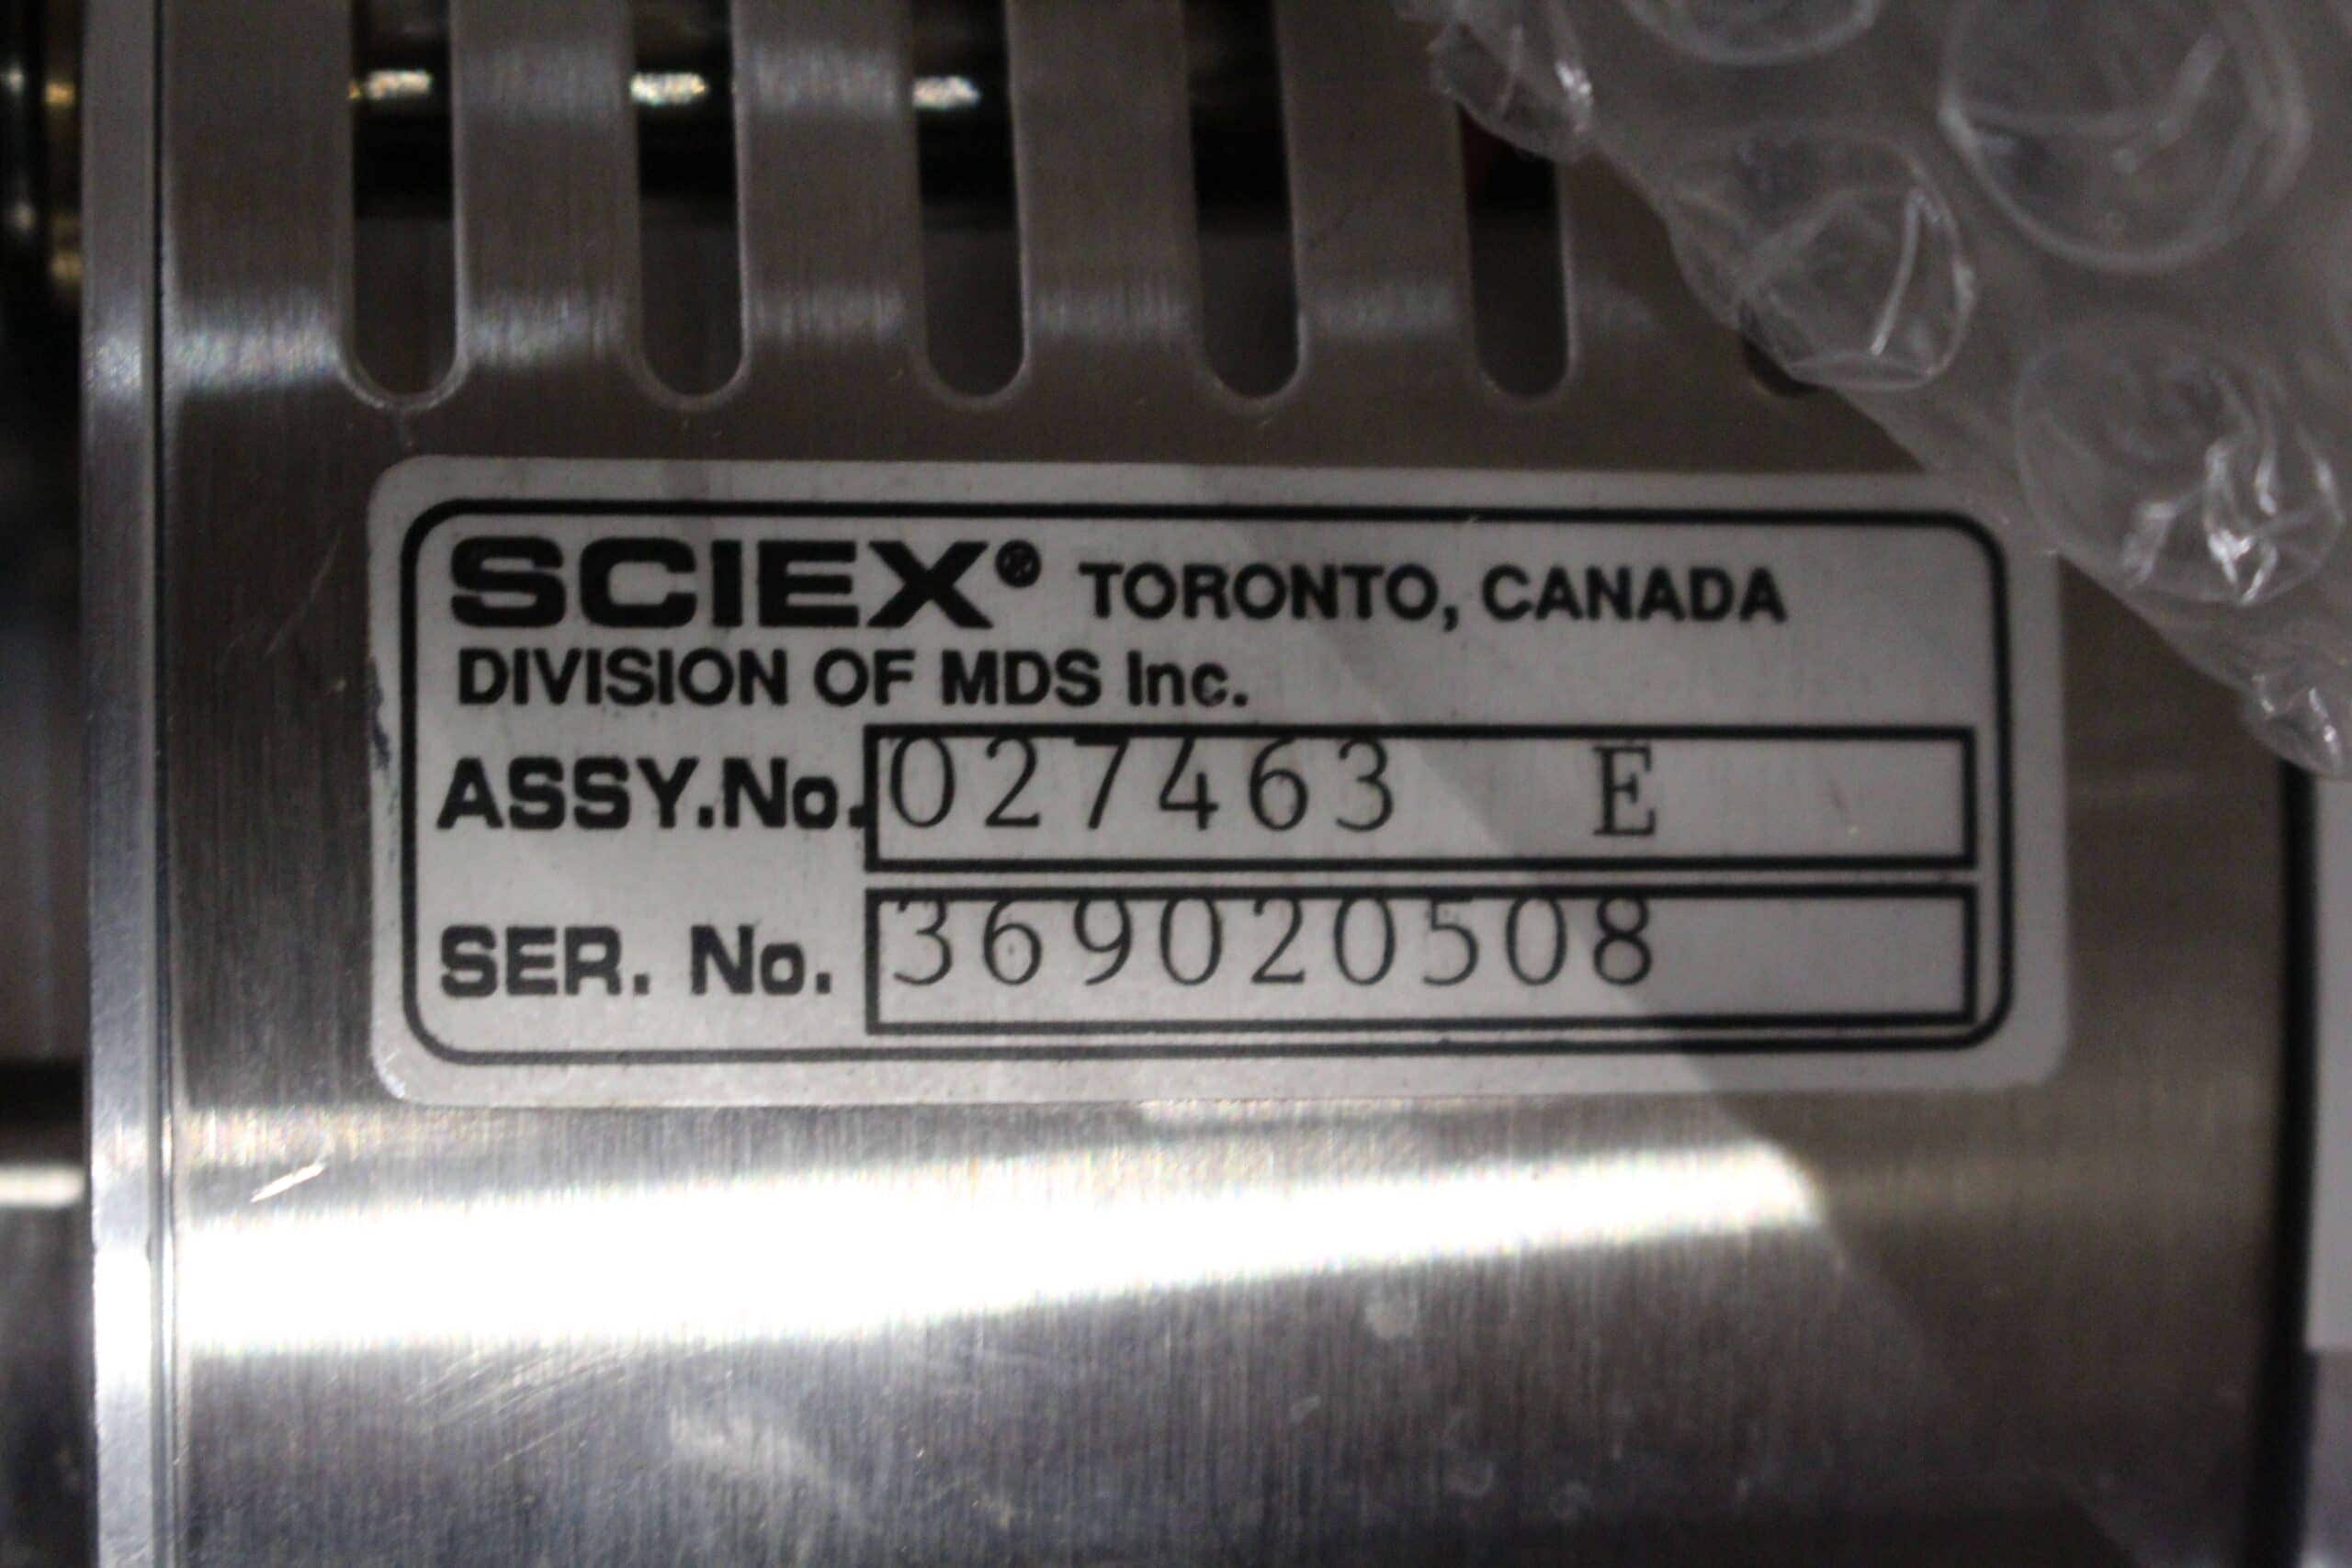 SCIEX® TORONTO, CANADA
DIVISION OF MDS Inc.
ASSY.No. 027463 E
SER. No. 369020508